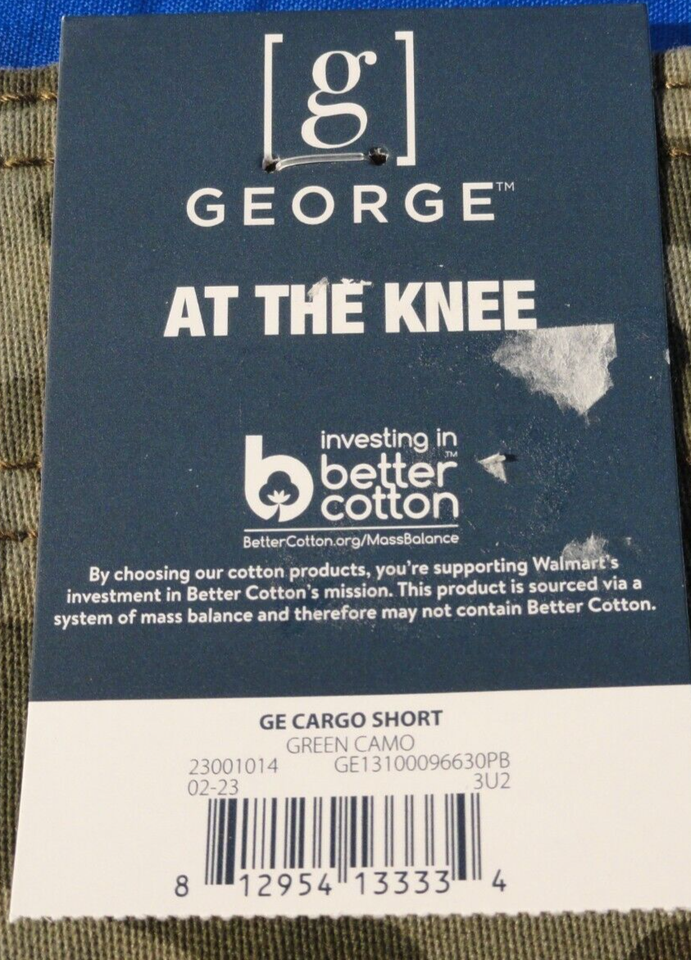 [g]
GEORGE™
AT THE KNEE
investing in
better™
cotton
BetterCotton.org/MassBalance
By choosing our cotton products, you're supporting Walmart's
investment in Better Cotton's mission. This product is sourced via a
system of mass balance and therefore may not contain Better Cotton.
GE CARGO SHORT
GREEN CAMO
23001014 GE13100096630PB
02-23 3U2
8 12954 13333 4